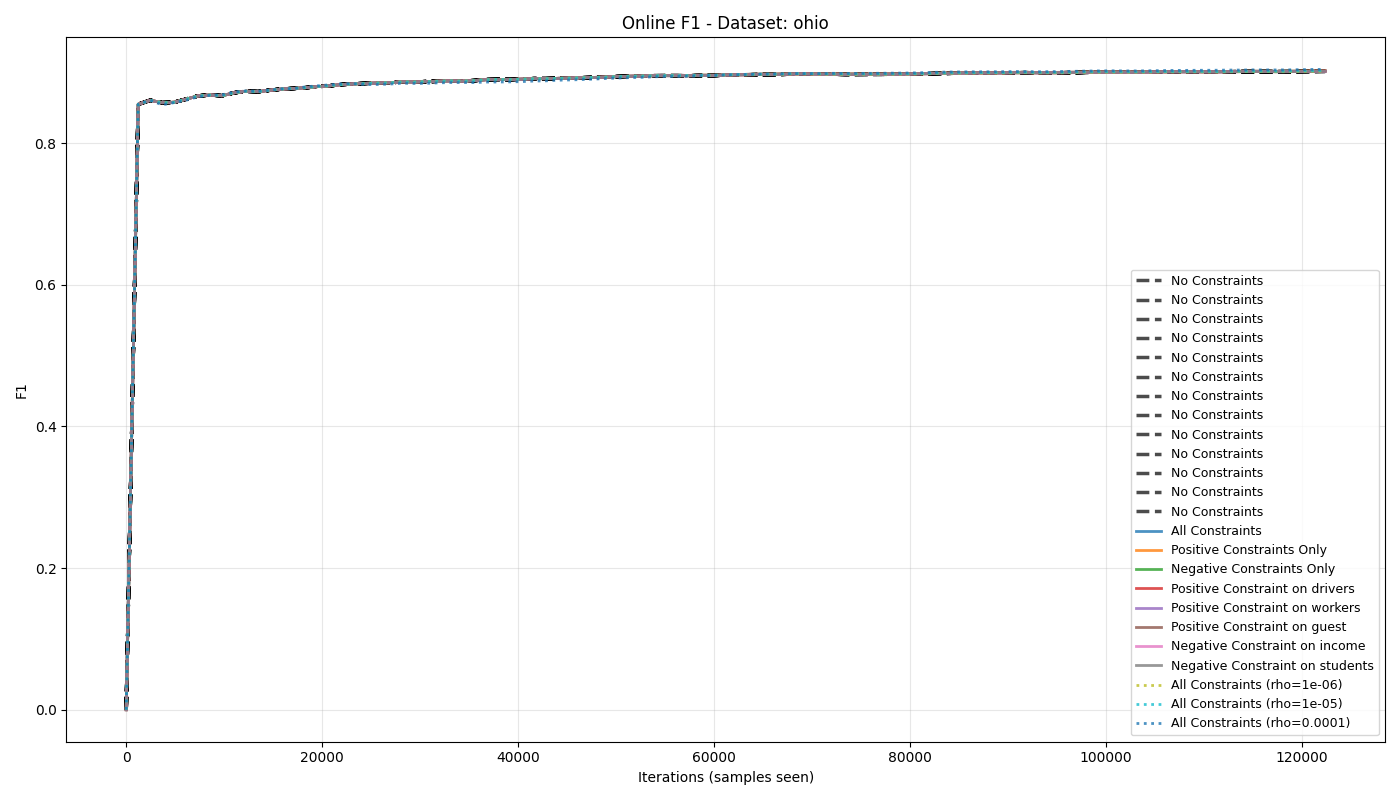 Online F1 - Dataset: ohio
F1
0.8
0.6
0.4
0.2
0.0
0
20000
40000
60000
80000
100000
120000
Iterations (samples seen)
No Constraints
No Constraints
No Constraints
No Constraints
No Constraints
No Constraints
No Constraints
No Constraints
No Constraints
No Constraints
No Constraints
No Constraints
No Constraints
All Constraints
Positive Constraints Only
Negative Constraints Only
Positive Constraint on drivers
Positive Constraint on workers
Positive Constraint on guest
Negative Constraint on income
Negative Constraint on students
All Constraints (rho=1e-06)
All Constraints (rho=1e-05)
All Constraints (rho=0.0001)